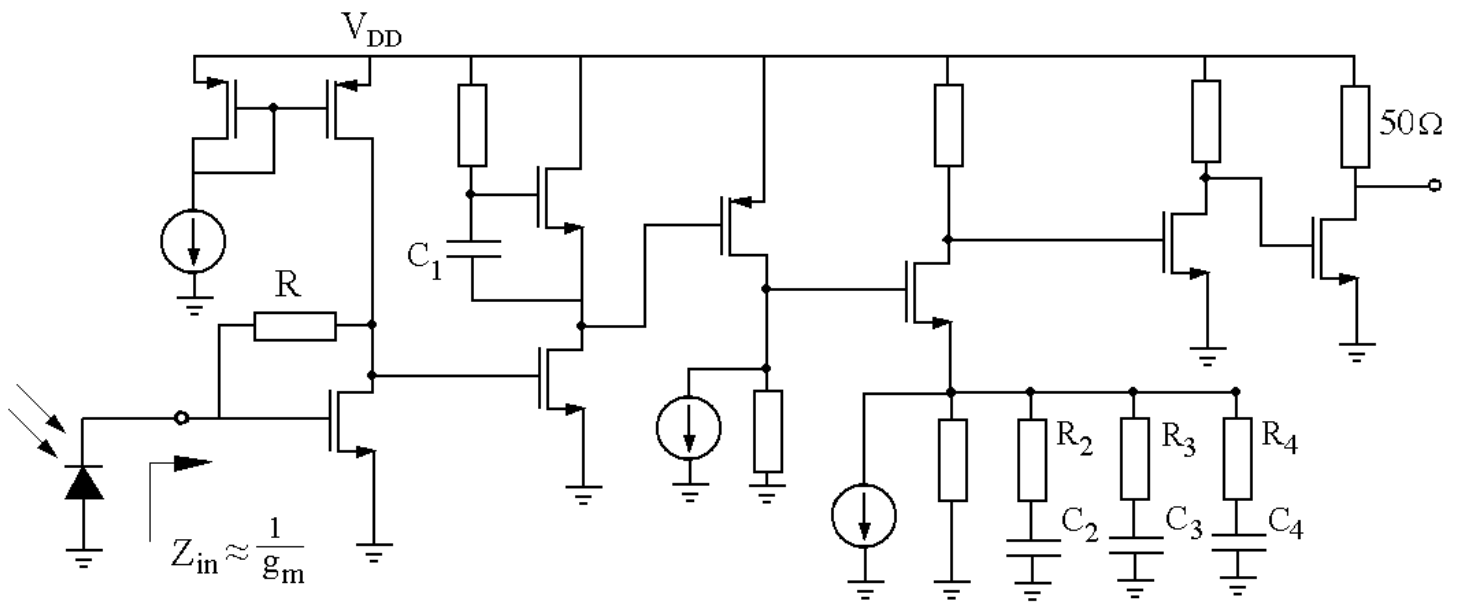 V_DD
50Ω
C_1
R
R_2
R_3
R_4
C_2
C_3
C_4
Z_in ≈ 1/g_m